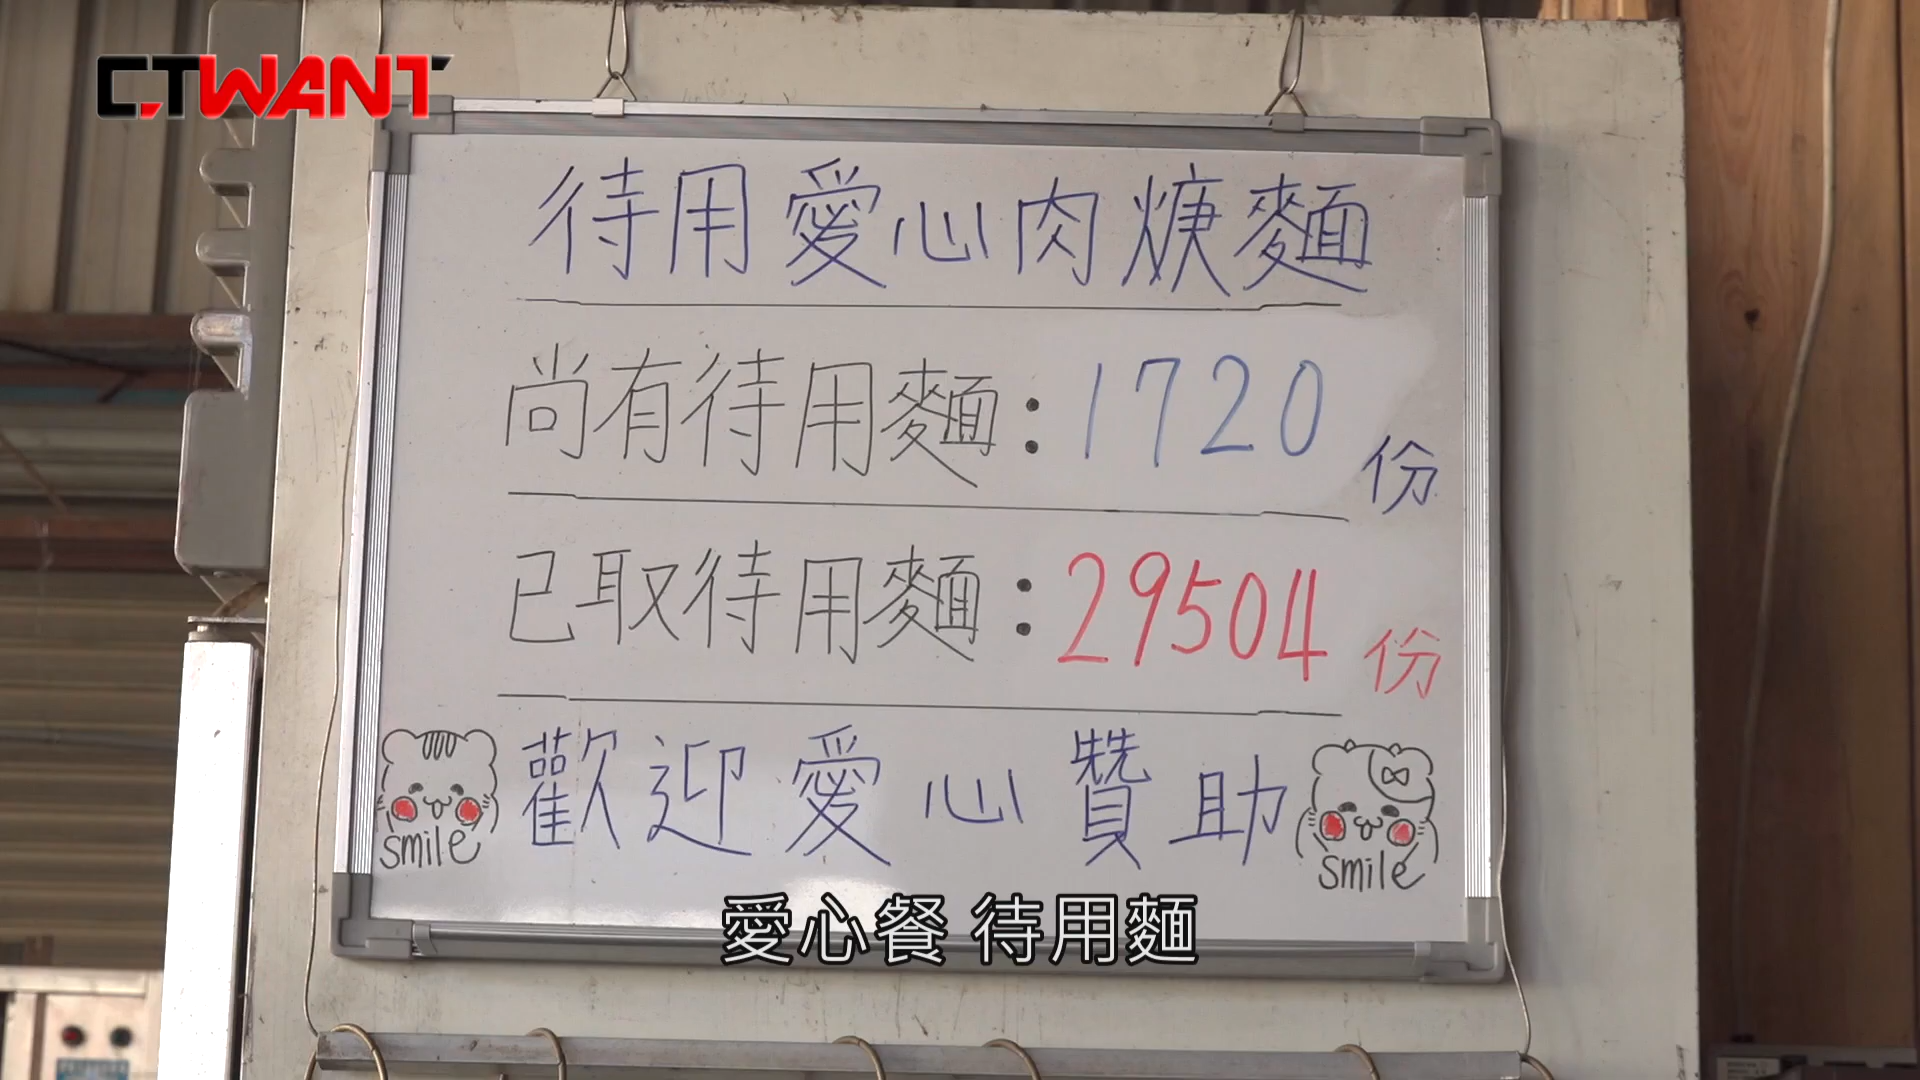 CTWANT
待用愛心肉焿麵
尚有待用麵:1720份
已取待用麵:29504份
歡迎愛心贊助
smile
smile
愛心餐 待用麵